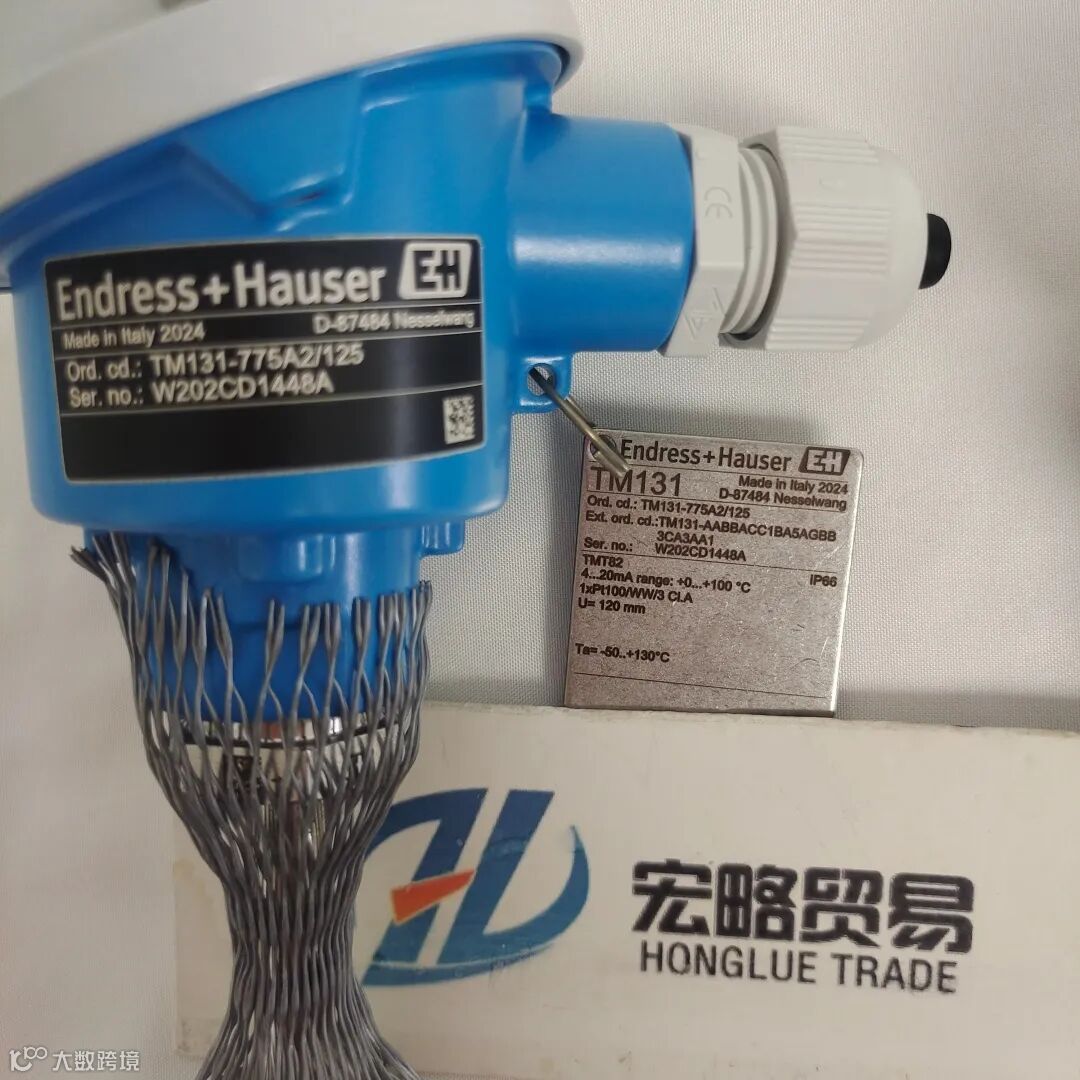 Endress+Hauser EH
Made in Italy 2024
D-87484 Nesselwang
Ord. cd.: TM131-775A2/125
Ser. no.: W202CD1448A
CE
Endress+Hauser EH
TM131
Made in Italy 2024
D-87484 Nesselwang
Ord. cd.: TM131-775A2/125
Ext. ord. cd.:TM131-AABBACC1BA5AGBB
3CA3AA1
Ser. no.: W202CD1448A
TMT82 IP66
4...20mA range: +0...+100 °C
1xPt100/WW/3 CLA
U= 120 mm
Ta= -50..+130°C
宏略贸易
HONGLUE TRADE
大数跨境